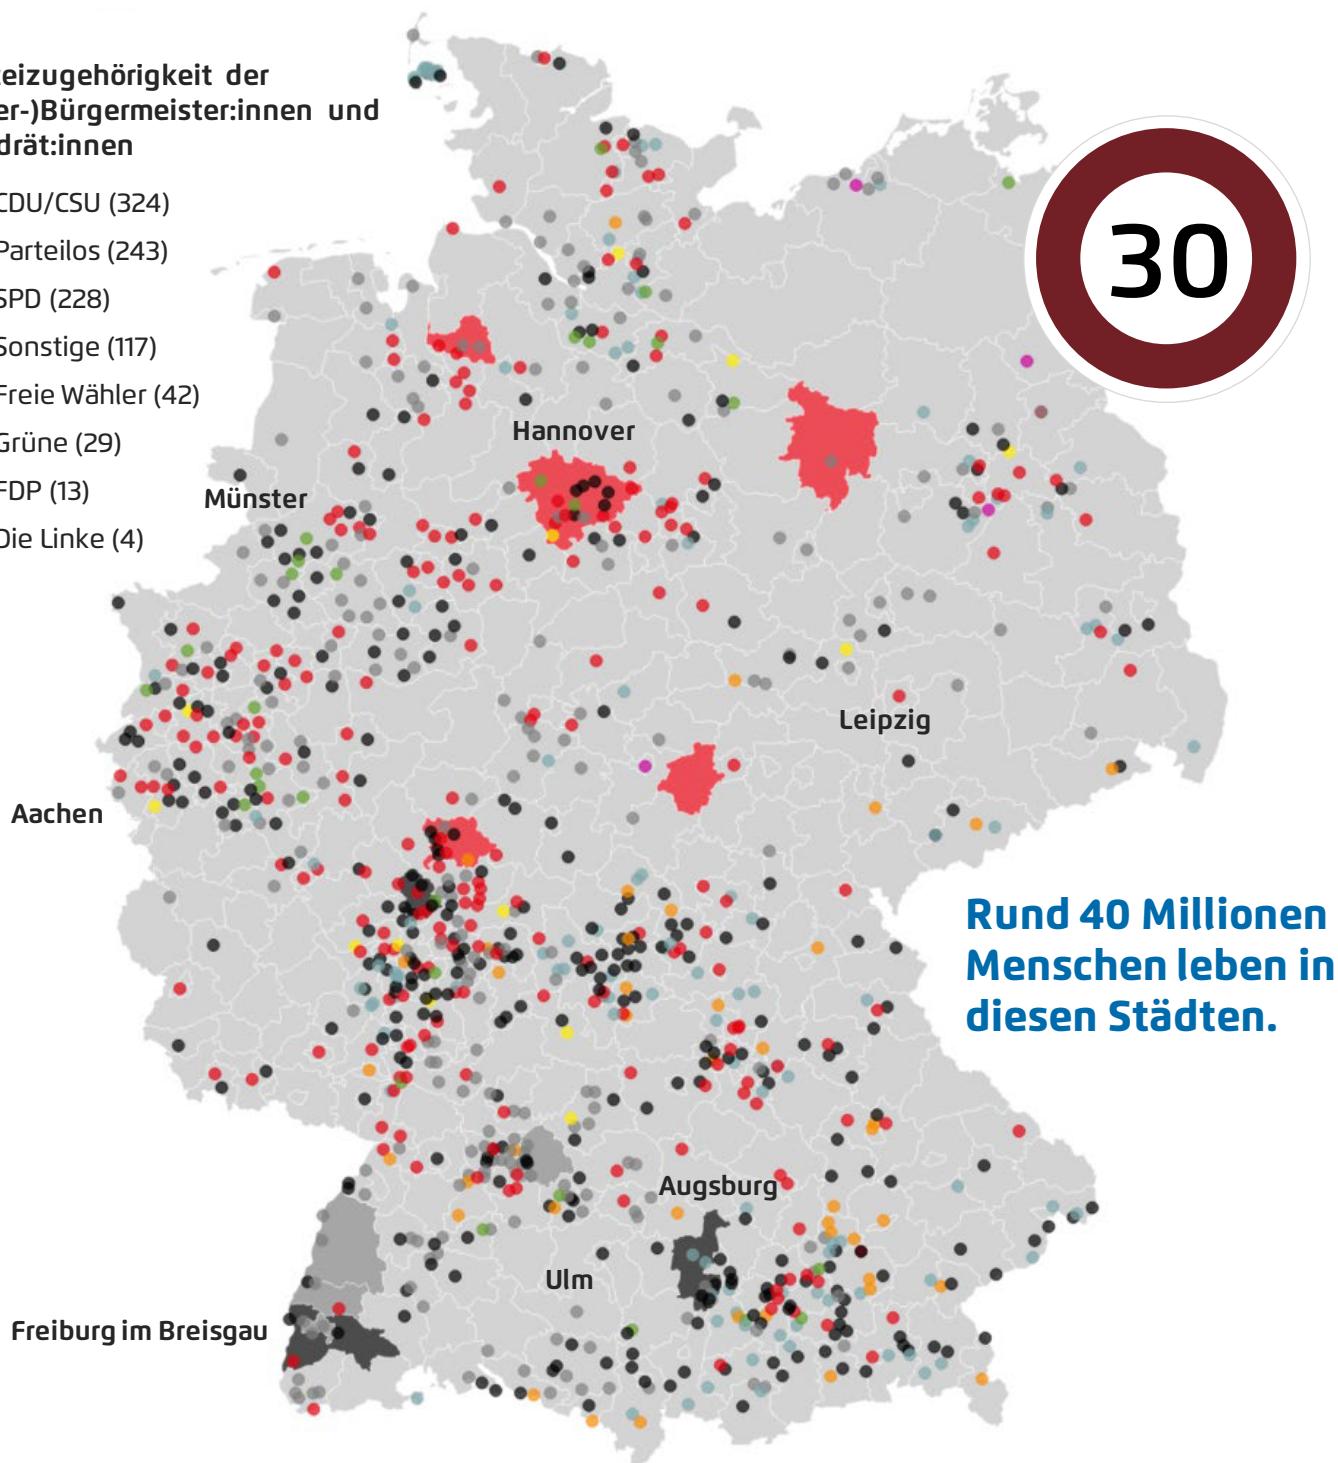 eizugehörigkeit der
er-)Bürgermeister:innen und
drät:innen
CDU/CSU (324)
Parteilos (243)
SPD (228)
Sonstige (117)
Freie Wähler (42)
Grüne (29)
FDP (13)
Die Linke (4)
30
Hannover
Münster
Leipzig
Aachen
Rund 40 Millionen
Menschen leben in
diesen Städten.
Augsburg
Ulm
Freiburg im Breisgau